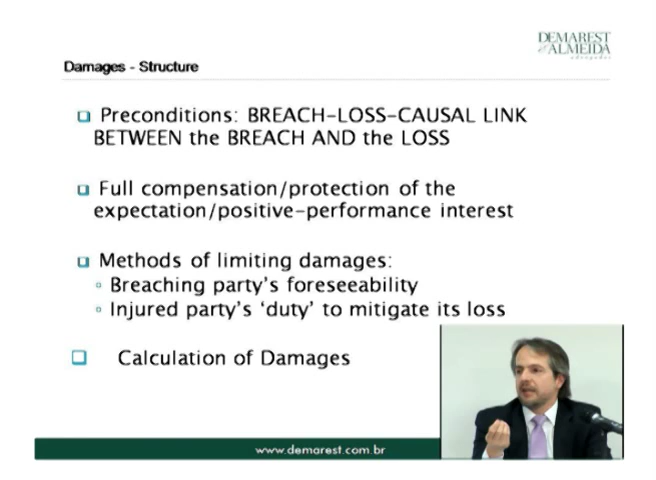 DEMAREST
& ALMEIDA
advogados
Damages - Structure
Preconditions: BREACH-LOSS-CAUSAL LINK
BETWEEN the BREACH AND the LOSS
Full compensation/protection of the
expectation/positive-performance interest
Methods of limiting damages:
Breaching party's foreseeability
Injured party's 'duty' to mitigate its loss
Calculation of Damages
www.demarest.com.br